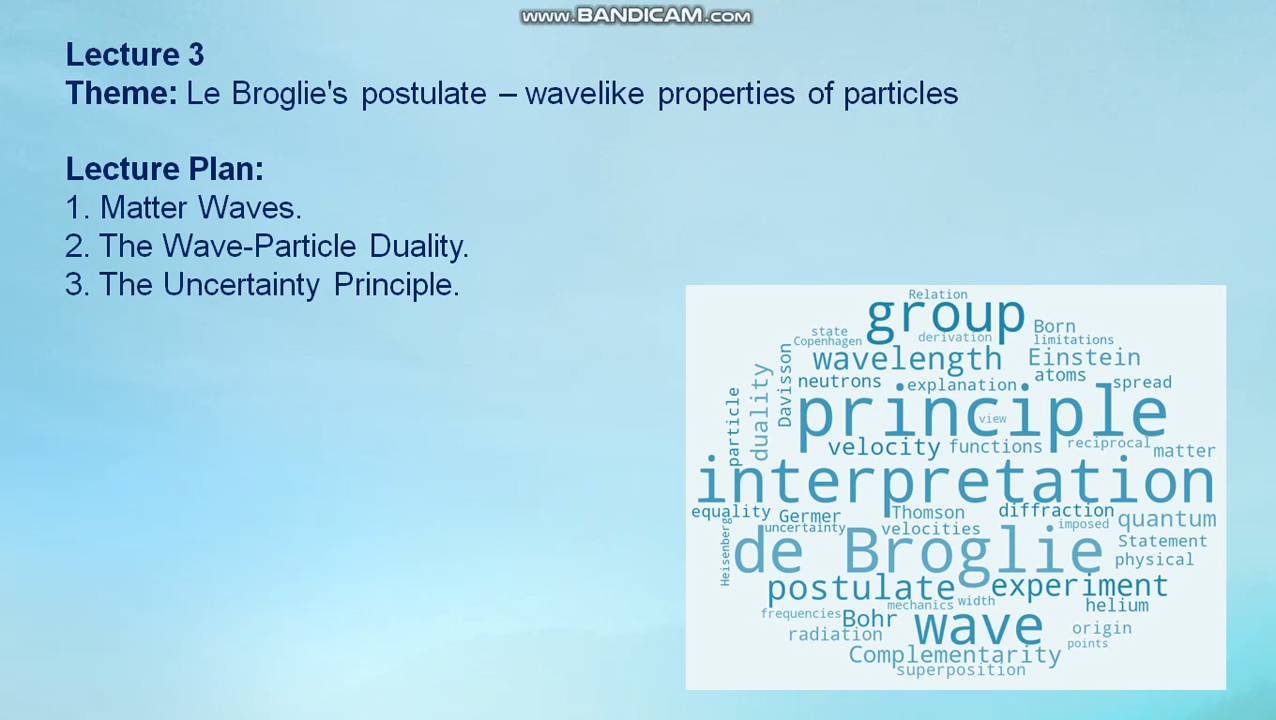 www.BANDICAM.com
Lecture 3
Theme: Le Broglie's postulate – wavelike properties of particles
Lecture Plan:
1. Matter Waves.
2. The Wave-Particle Duality.
3. The Uncertainty Principle.
Relation
group
state
Born
Copenhagen
derivation
limitations
wavelength
Einstein
neutrons
explanation
atoms
spread
Davisson
duality
particle
principle
view
velocity
functions
reciprocal
matter
interpretation
equality
Germer
Thomson
diffraction
quantum
uncertainty
velocities
imposed
Heisenberg
de Broglie
Statement
physical
postulate
experiment
frequencies
Bohr
mechanics
width
helium
radiation
wave
origin
points
Complementarity
superposition